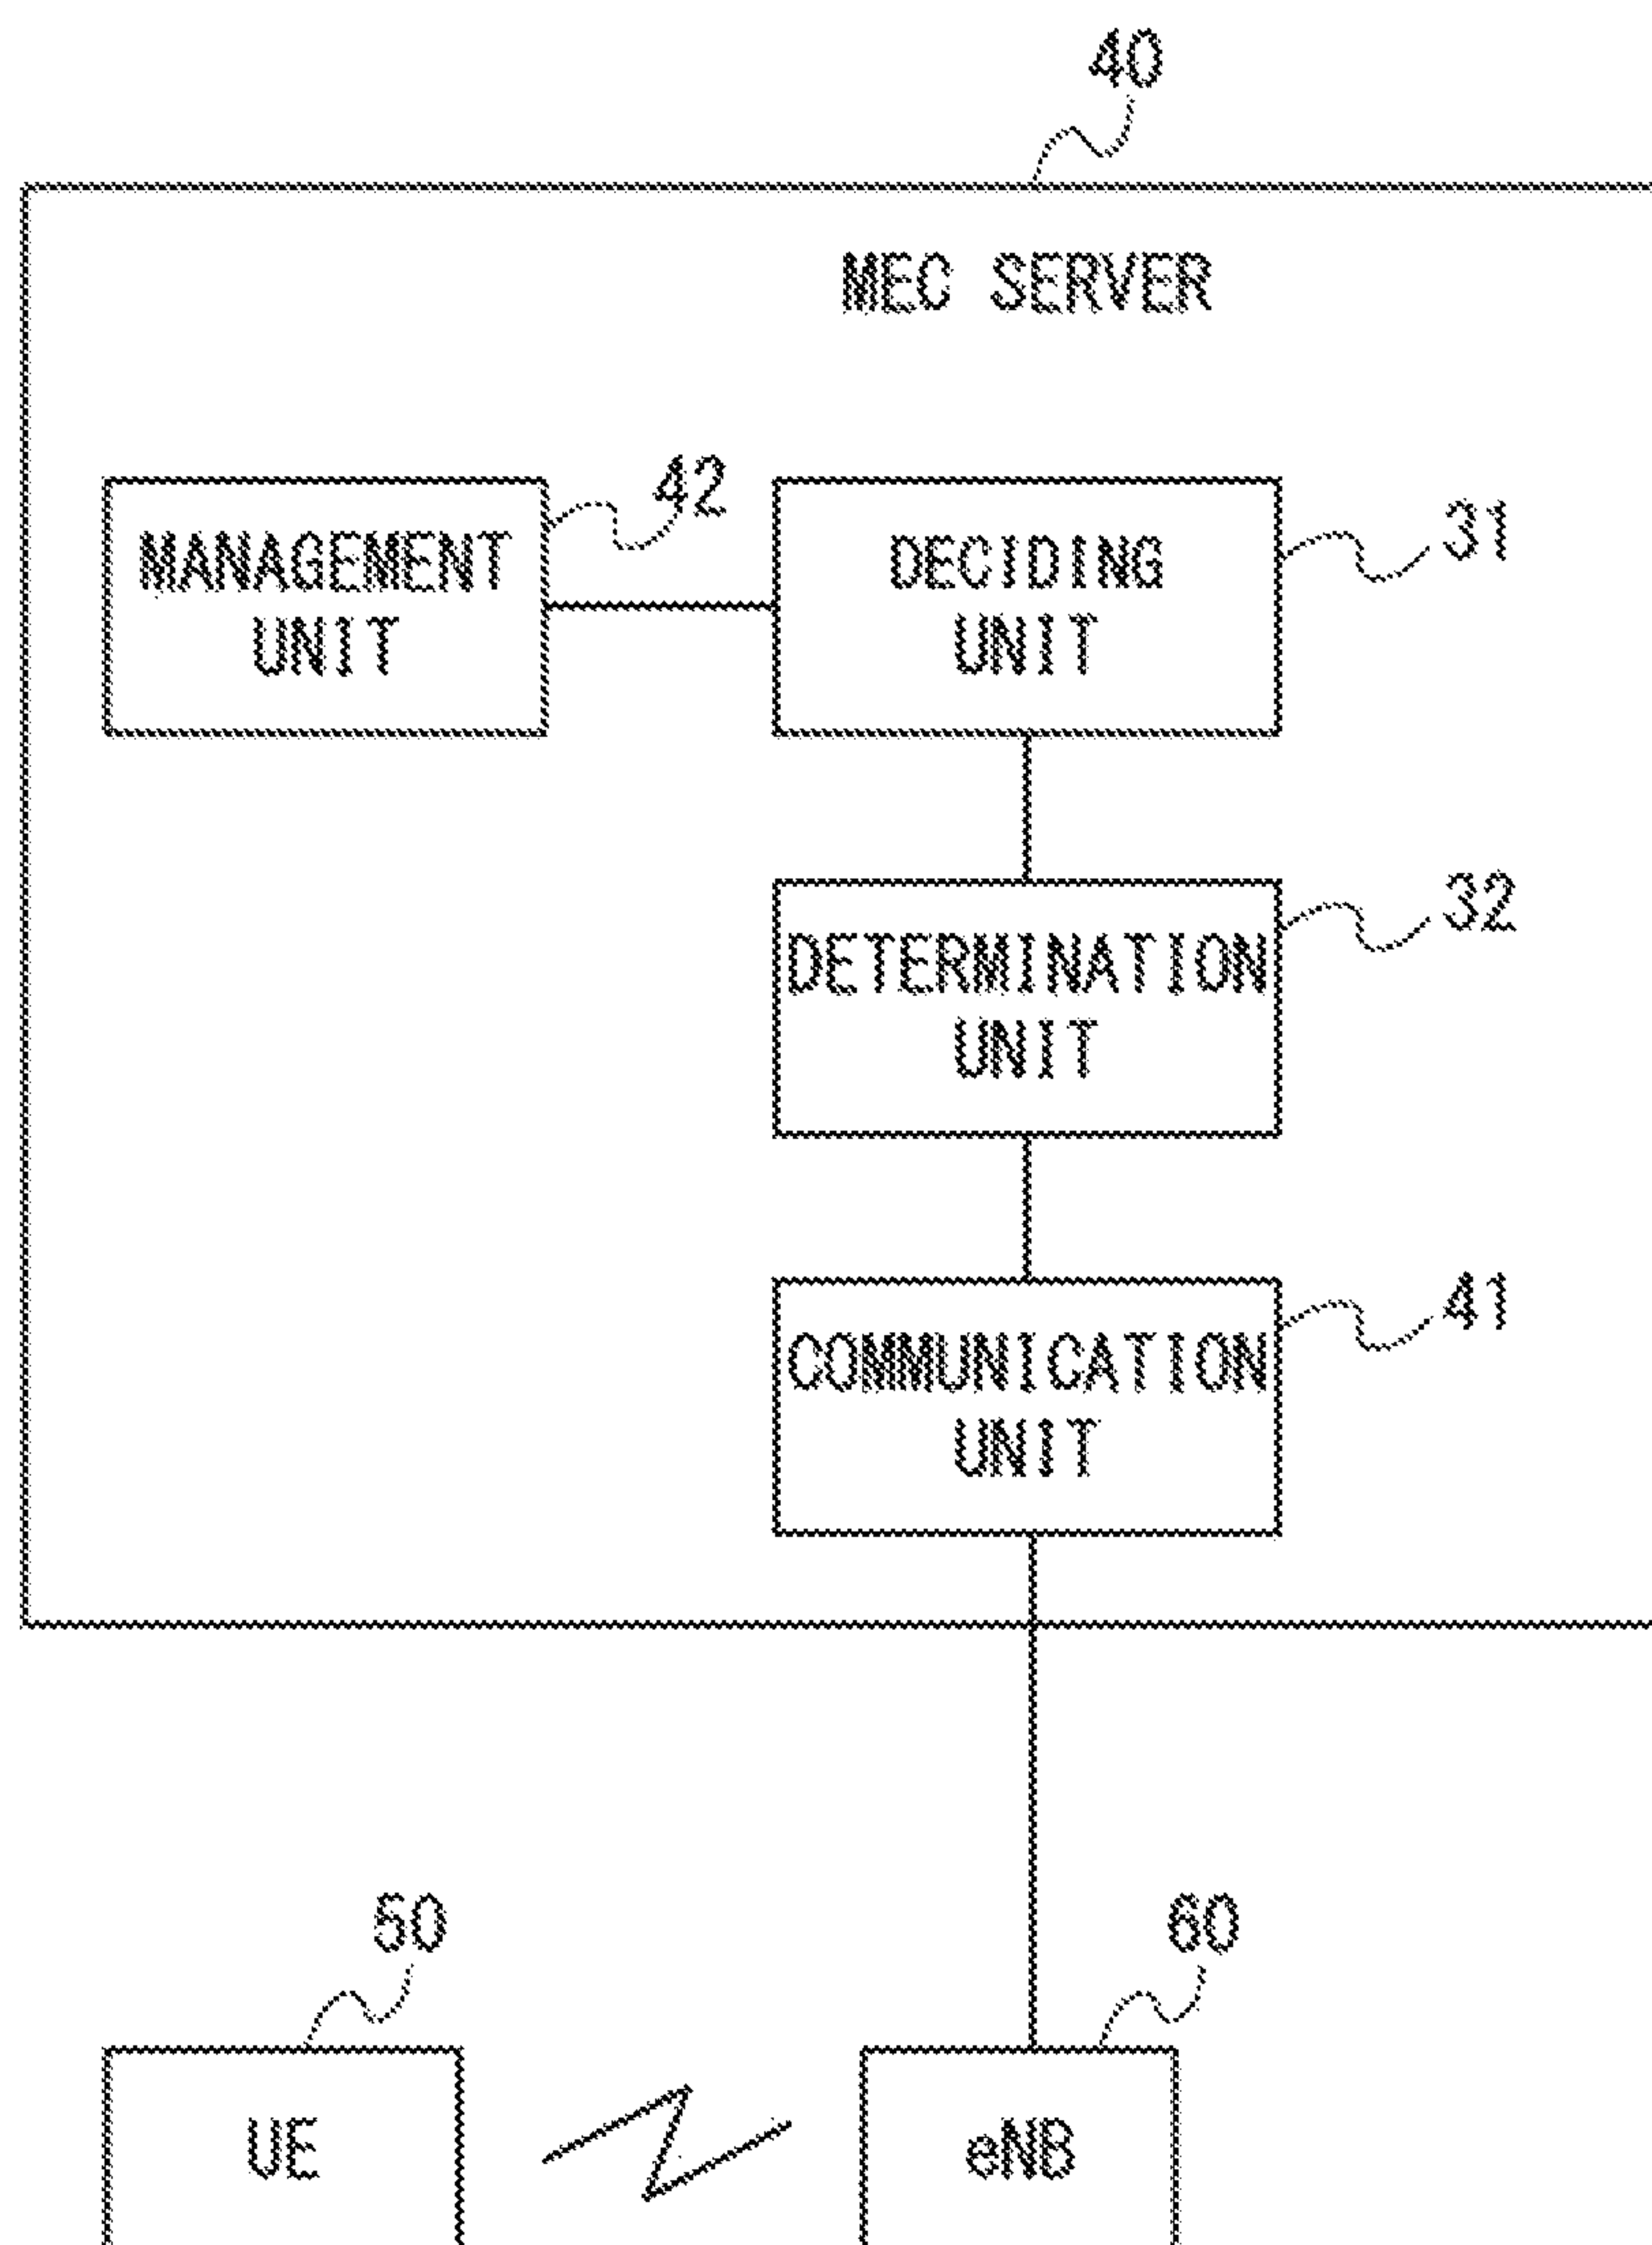 40
MEC SERVER
42
31
MANAGEMENT
UNIT
DECIDING
UNIT
32
DETERMINATION
UNIT
41
COMMUNICATION
UNIT
50
60
UE
eNB